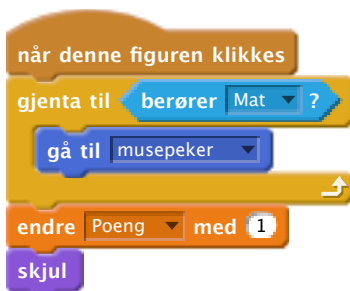 når denne figuren klikkes
gjenta til berører Mat ?
gå til musepeker
endre Poeng med 1
skjul